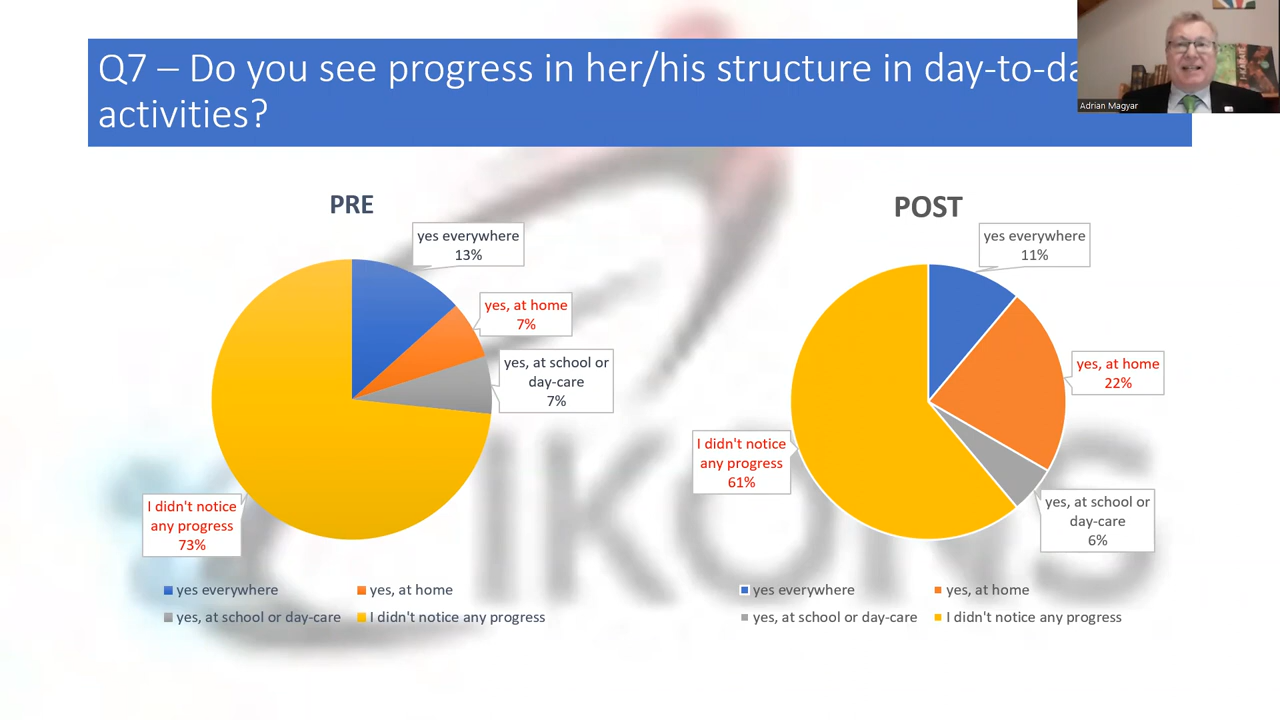 Q7 – Do you see progress in her/his structure in day-to-da
activities?
Adrian Magyar
PRE
yes everywhere
13%
yes, at home
7%
yes, at school or
day-care
7%
I didn't notice
any progress
73%
yes everywhere
yes, at home
yes, at school or day-care
I didn't notice any progress
POST
yes everywhere
11%
yes, at home
22%
I didn't notice
any progress
61%
yes, at school or
day-care
6%
yes everywhere
yes, at home
yes, at school or day-care
I didn't notice any progress
IKONS